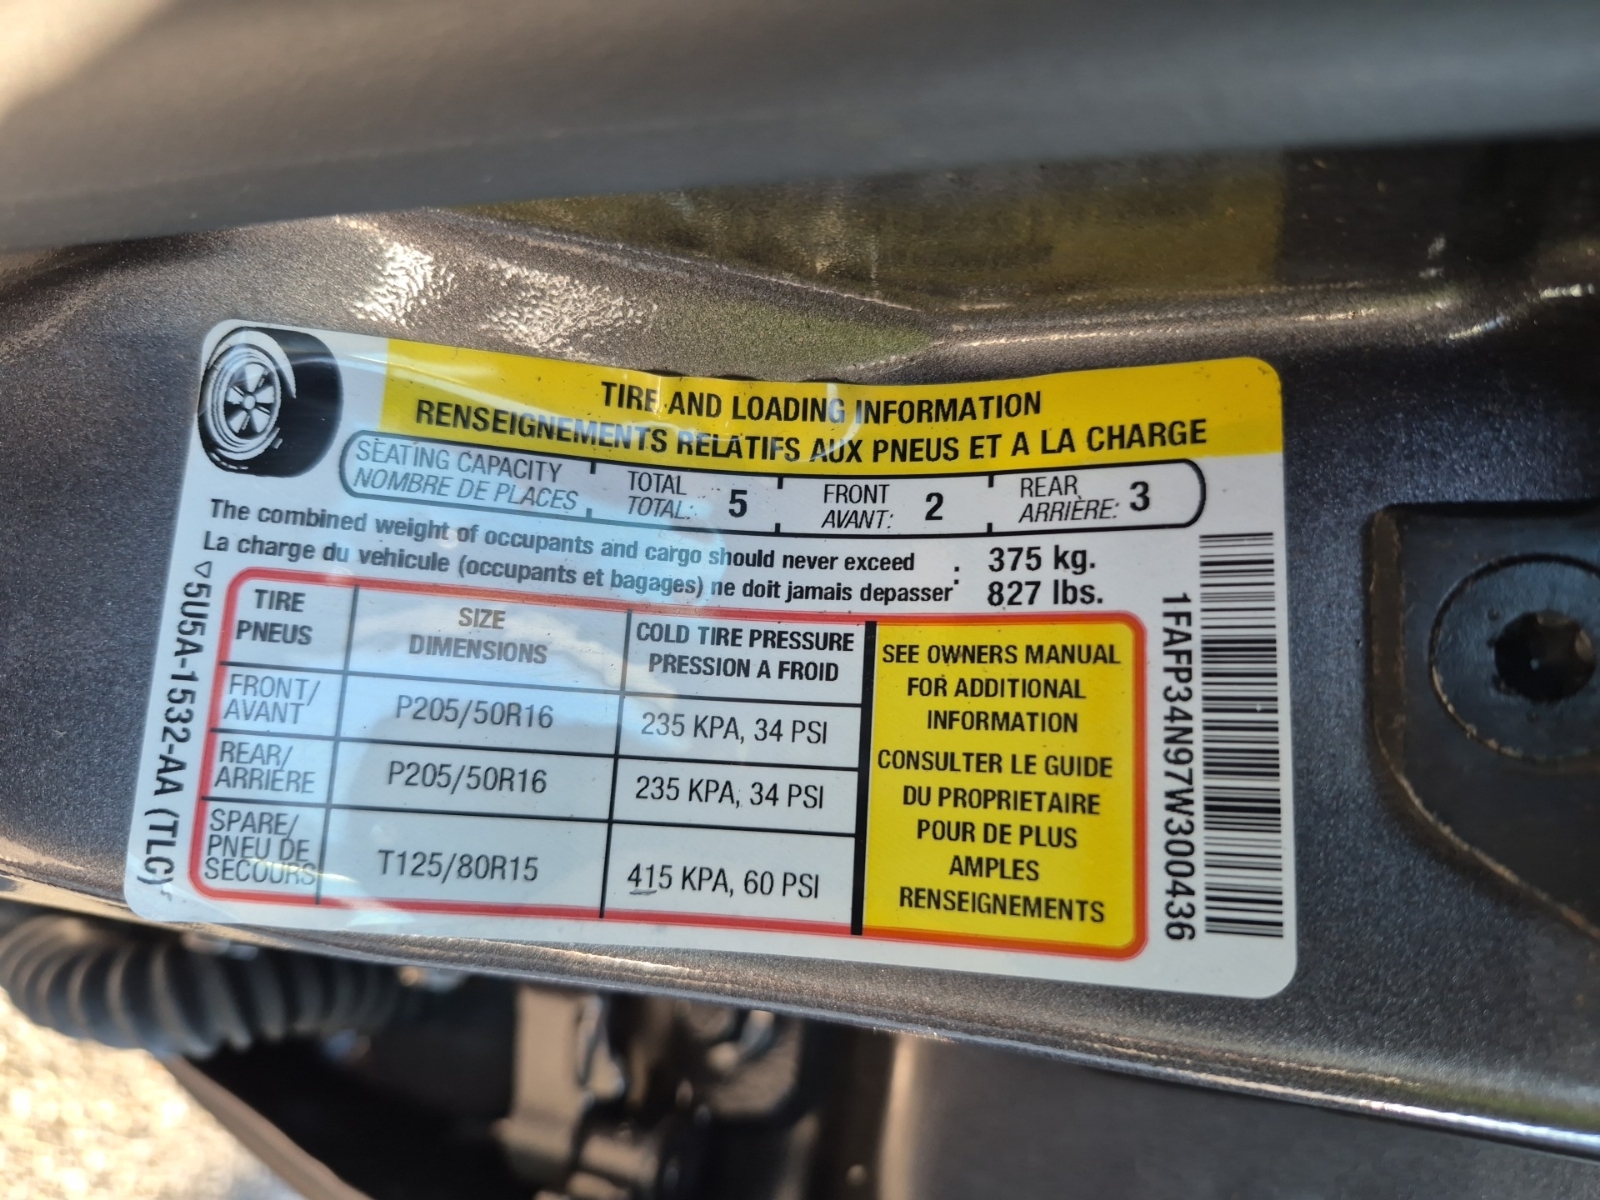 TIRE AND LOADING INFORMATION
RENSEIGNEMENTS RELATIFS AUX PNEUS ET A LA CHARGE
SEATING CAPACITY
NOMBRE DE PLACES
TOTAL
TOTAL: 5
FRONT
AVANT: 2
REAR
ARRIÈRE: 3
The combined weight of occupants and cargo should never exceed . 375 kg.
La charge du vehicule (occupants et bagages) ne doit jamais depasser . 827 lbs.
TIRE
PNEUS
SIZE
DIMENSIONS
COLD TIRE PRESSURE
PRESSION A FROID
FRONT/
AVANT
P205/50R16
235 KPA, 34 PSI
REAR/
ARRIÈRE
P205/50R16
235 KPA, 34 PSI
SPARE/
PNEU DE
SECOURS
T125/80R15
415 KPA, 60 PSI
SEE OWNERS MANUAL
FOR ADDITIONAL
INFORMATION
CONSULTER LE GUIDE
DU PROPRIETAIRE
POUR DE PLUS
AMPLES
RENSEIGNEMENTS
5U5A-1532-AA (TLC)
1FAFP34N97W300436